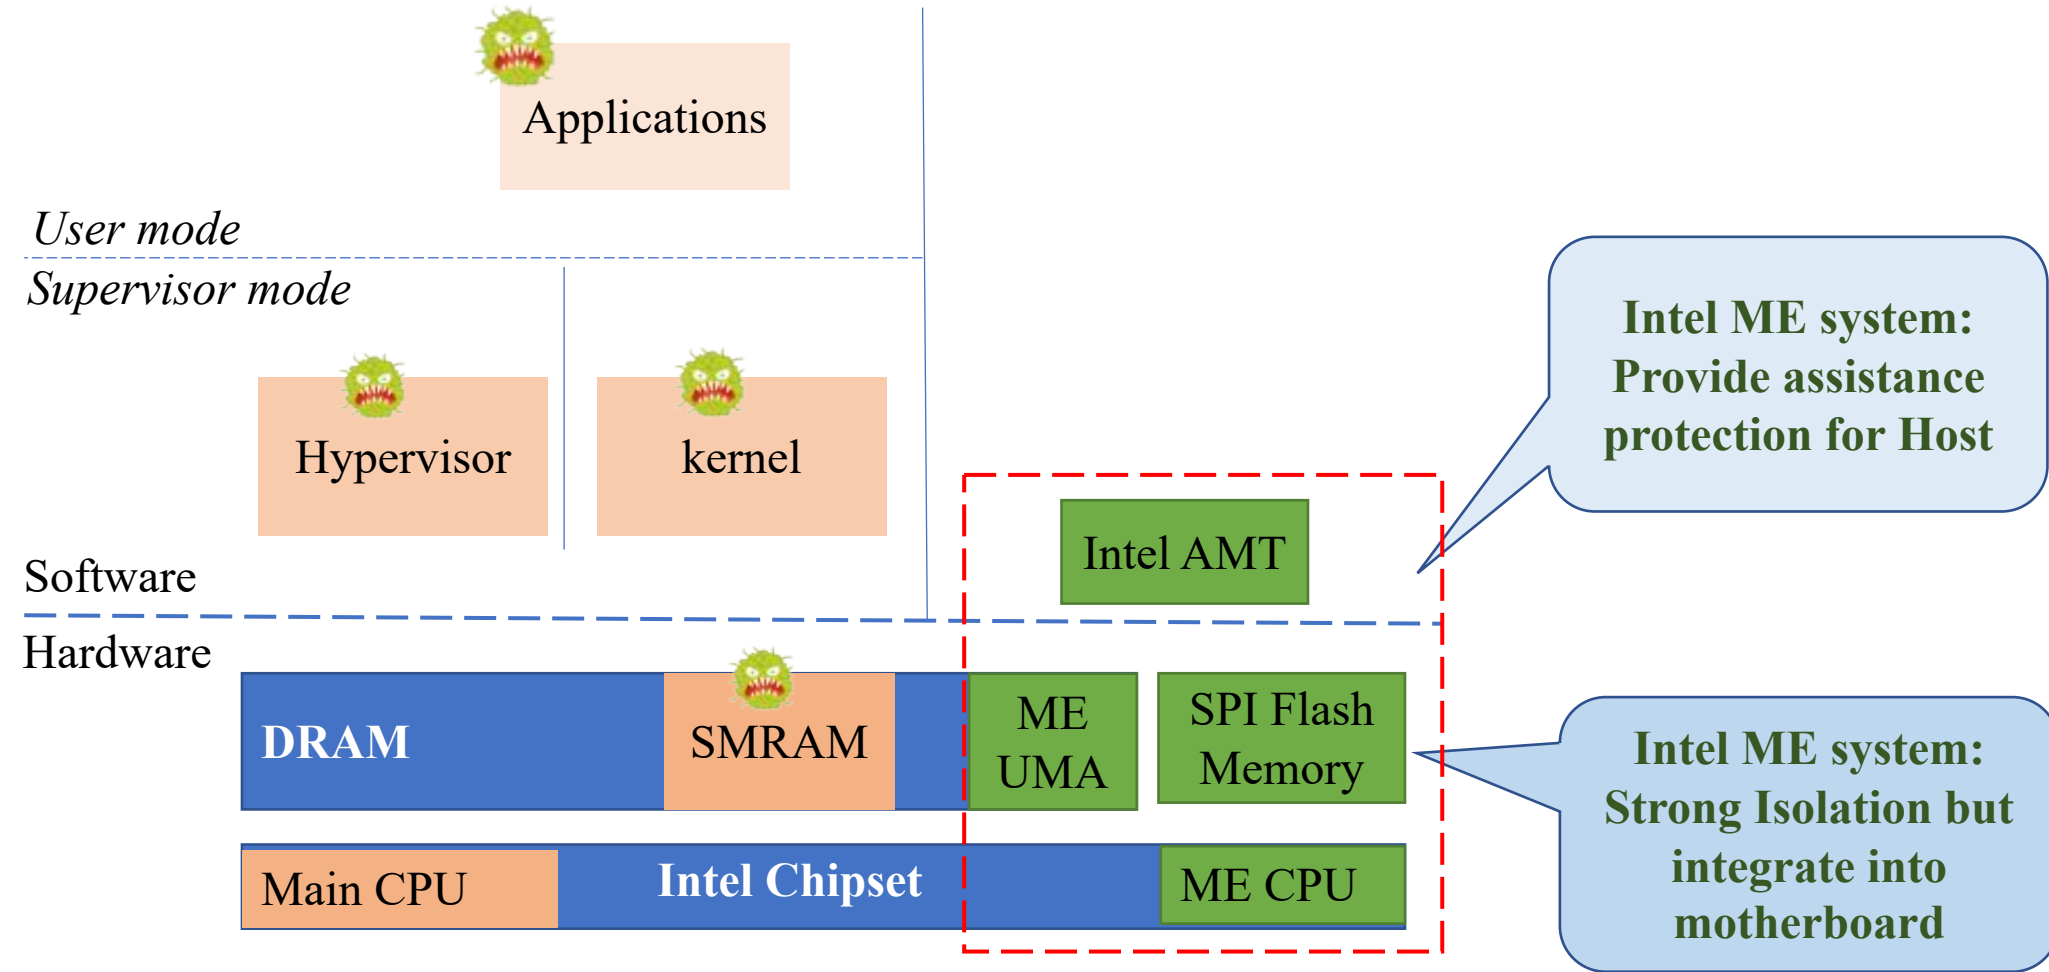 Applications
User mode
Supervisor mode
Hypervisor
kernel
Intel AMT
Software
Hardware
DRAM
SMRAM
ME
UMA
SPI Flash
Memory
Main CPU
Intel Chipset
ME CPU
Intel ME system:
Provide assistance
protection for Host
Intel ME system:
Strong Isolation but
integrate into
motherboard